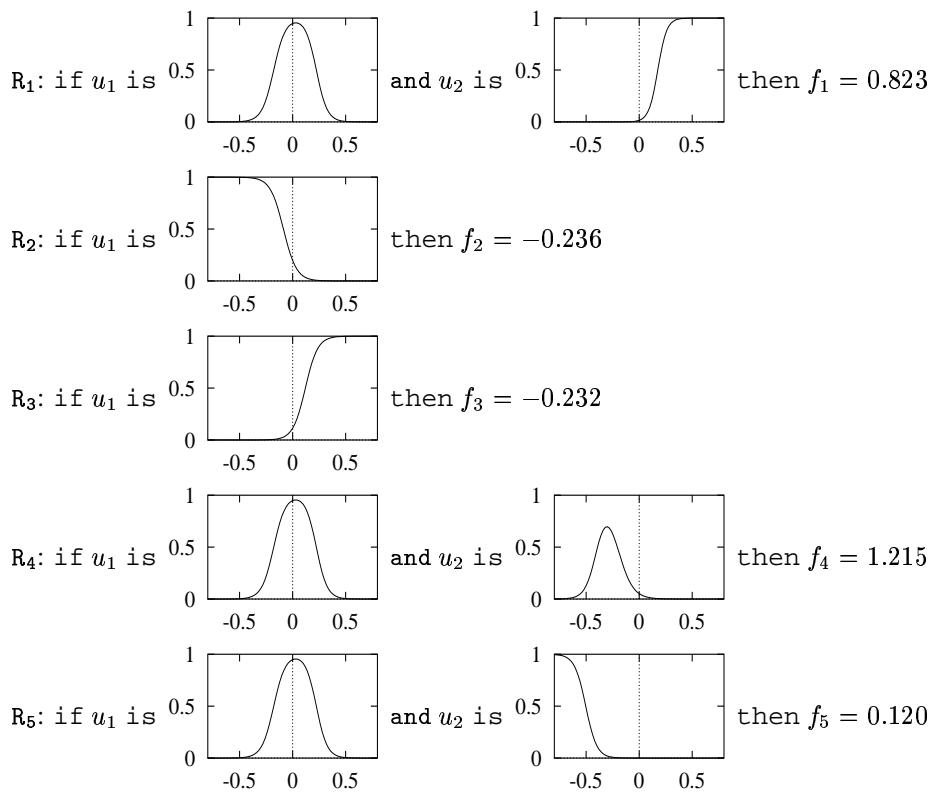 R₁: if u₁ is 1 0.5 0 -0.5 0 0.5 and u₂ is 1 0.5 0 -0.5 0 0.5 then f₁ = 0.823
R₂: if u₁ is 1 0.5 0 -0.5 0 0.5 then f₂ = −0.236
R₃: if u₁ is 1 0.5 0 -0.5 0 0.5 then f₃ = −0.232
R₄: if u₁ is 1 0.5 0 -0.5 0 0.5 and u₂ is 1 0.5 0 -0.5 0 0.5 then f₄ = 1.215
R₅: if u₁ is 1 0.5 0 -0.5 0 0.5 and u₂ is 1 0.5 0 -0.5 0 0.5 then f₅ = 0.120